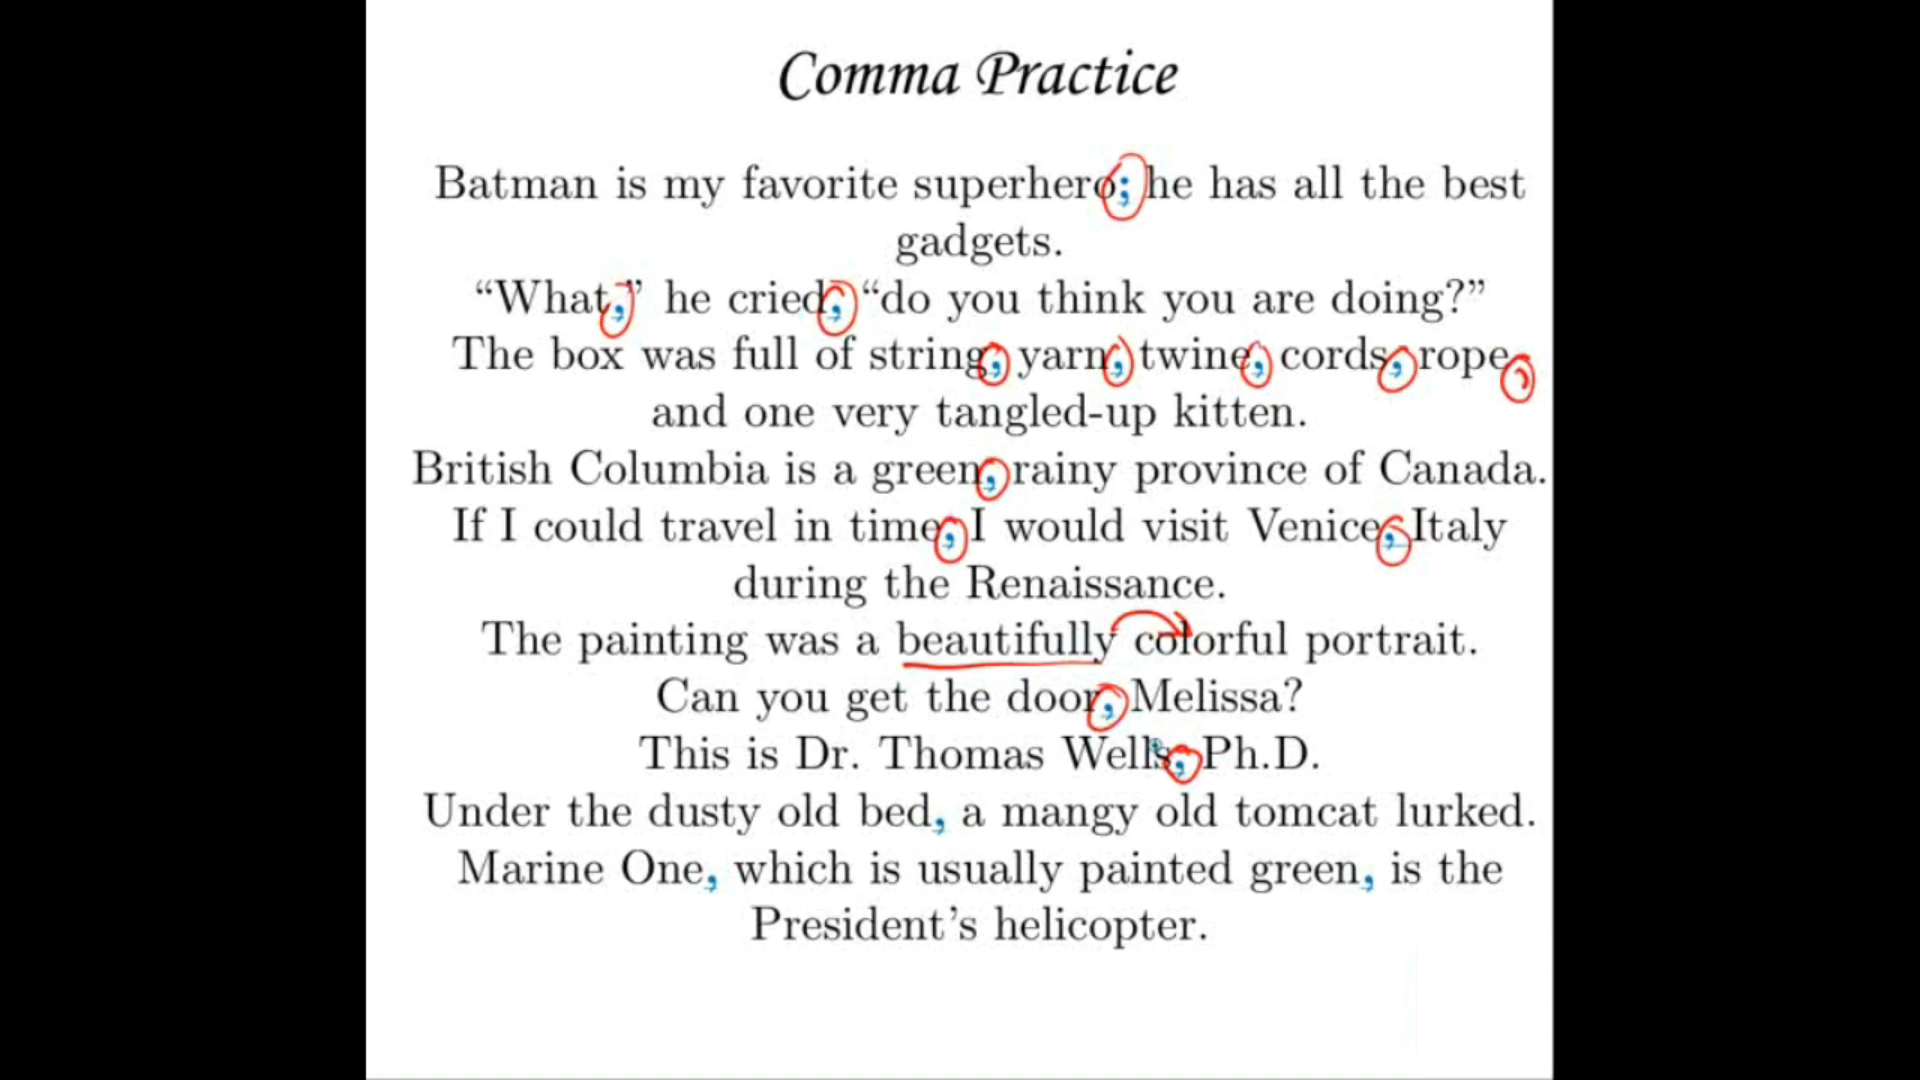 Comma Practice
Batman is my favorite superhero; he has all the best
gadgets.
“What,” he cried, “do you think you are doing?”
The box was full of string, yarn, twine, cords, rope,
and one very tangled-up kitten.
British Columbia is a green, rainy province of Canada.
If I could travel in time, I would visit Venice, Italy
during the Renaissance.
The painting was a beautifully colorful portrait.
Can you get the door, Melissa?
This is Dr. Thomas Wells, Ph.D.
Under the dusty old bed, a mangy old tomcat lurked.
Marine One, which is usually painted green, is the
President’s helicopter.